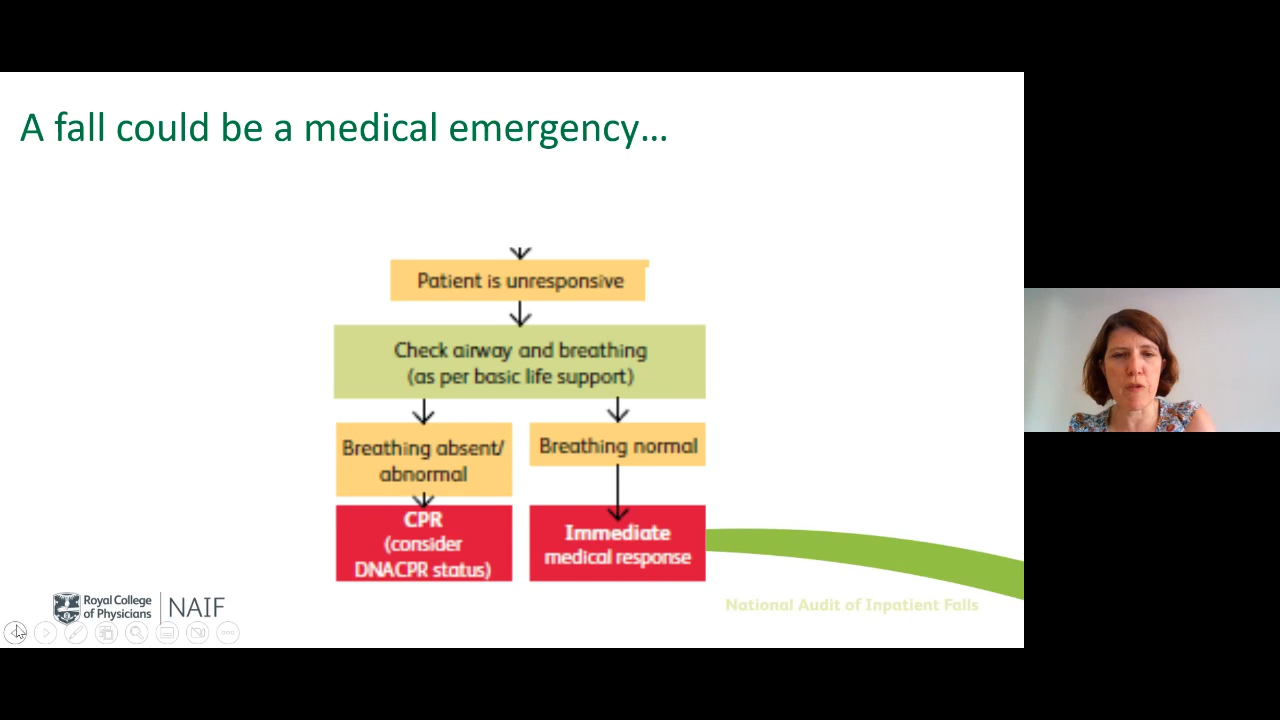 A fall could be a medical emergency...
Patient is unresponsive
Check airway and breathing
(as per basic life support)
Breathing absent/
abnormal
Breathing normal
CPR
(consider
DNACPR status)
Immediate
medical response
Royal College
of Physicians
NAIF
National Audit of Inpatient Falls